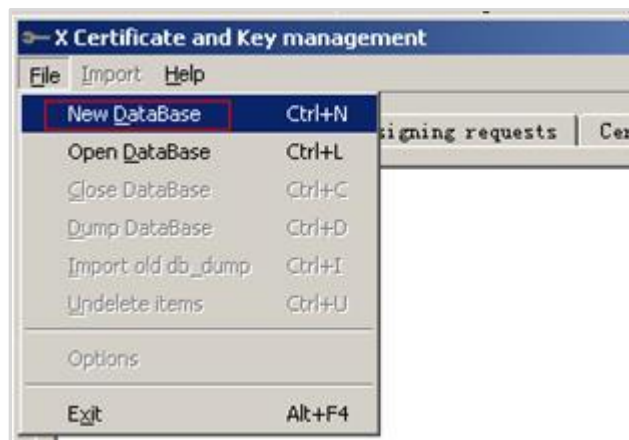 X Certificate and Key management
File Import Help
New DataBase Ctrl+N
signing requests
Open DataBase Ctrl+L
Close DataBase Ctrl+C
Dump DataBase Ctrl+D
Import old db_dump Ctrl+I
Undelete items Ctrl+U
Options
Exit Alt+F4